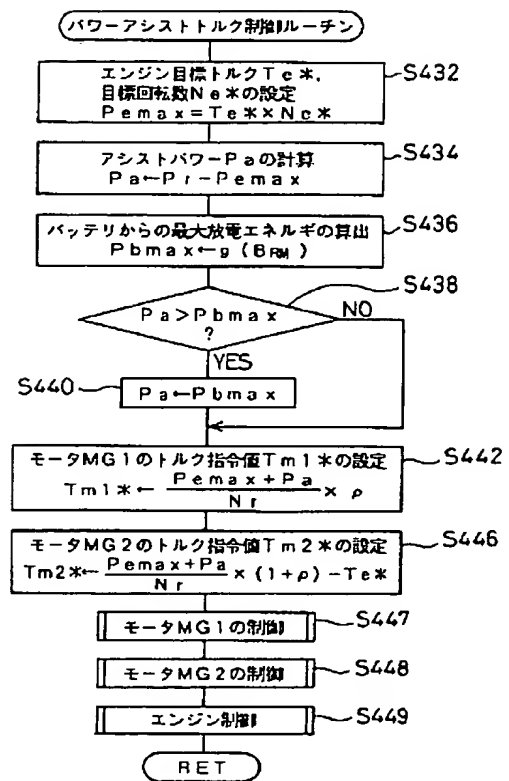 パワーアシストトルク制御ルーチン
エンジン目標トルクTe*,
目標回転数Ne*の設定
Pemax=Te*×Ne*
S432
アシストパワーPaの計算
Pa←Pr-Pemax
S434
バッテリからの最大放電エネルギの算出
Pbmax←g(BRM)
S436
S438
Pa>Pbmax
?
NO
YES
S440
Pa←Pbmax
モータMG1のトルク指令値Tm1*の設定
Tm1*← Pemax+Pa / Nr × ρ
S442
モータMG2のトルク指令値Tm2*の設定
Tm2*← Pemax+Pa / Nr ×(1+ρ)-Te*
S446
モータMG1の制御
S447
モータMG2の制御
S448
エンジン制御
S449
RET